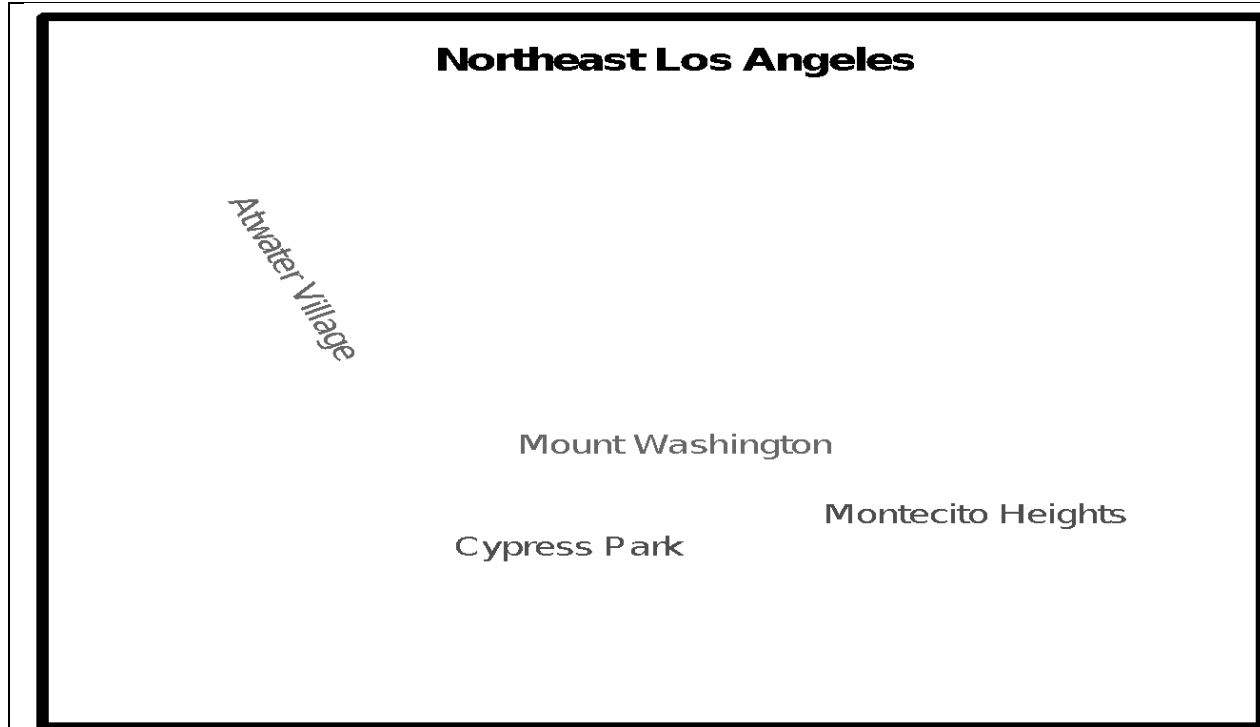 Northeast Los Angeles
Atwater Village
Mount Washington
Montecito Heights
Cypress Park